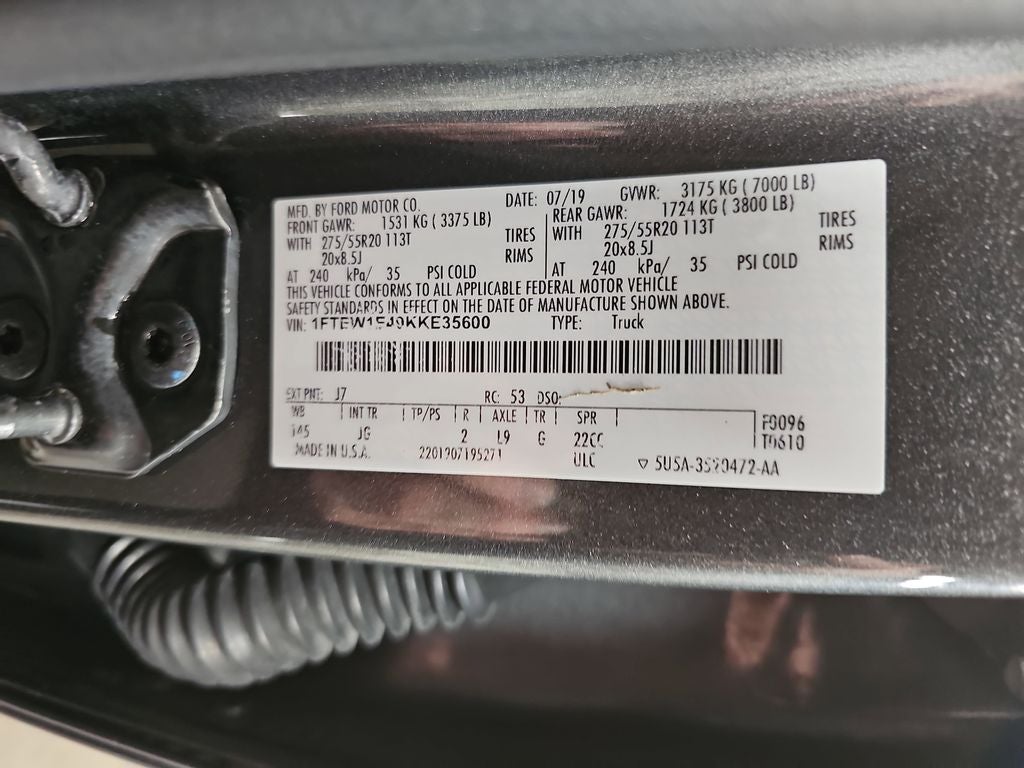 MFD. BY FORD MOTOR CO. DATE: 07/19 GVWR: 3175 KG ( 7000 LB)
FRONT GAWR: 1531 KG ( 3375 LB) REAR GAWR: 1724 KG ( 3800 LB)
WITH 275/55R20 113T TIRES WITH 275/55R20 113T TIRES
20x8.5J RIMS 20x8.5J RIMS
AT 240 kPa/ 35 PSI COLD AT 240 kPa/ 35 PSI COLD
THIS VEHICLE CONFORMS TO ALL APPLICABLE FEDERAL MOTOR VEHICLE
SAFETY STANDARDS IN EFFECT ON THE DATE OF MANUFACTURE SHOWN ABOVE.
VIN: TYPE: Truck
EXT PNT: J7 RC: 53 DSO:
WB INT TR TP/PS R AXLE TR SPR F0096
145 JG 2 L9 G T0610
MADE IN U.S.A.